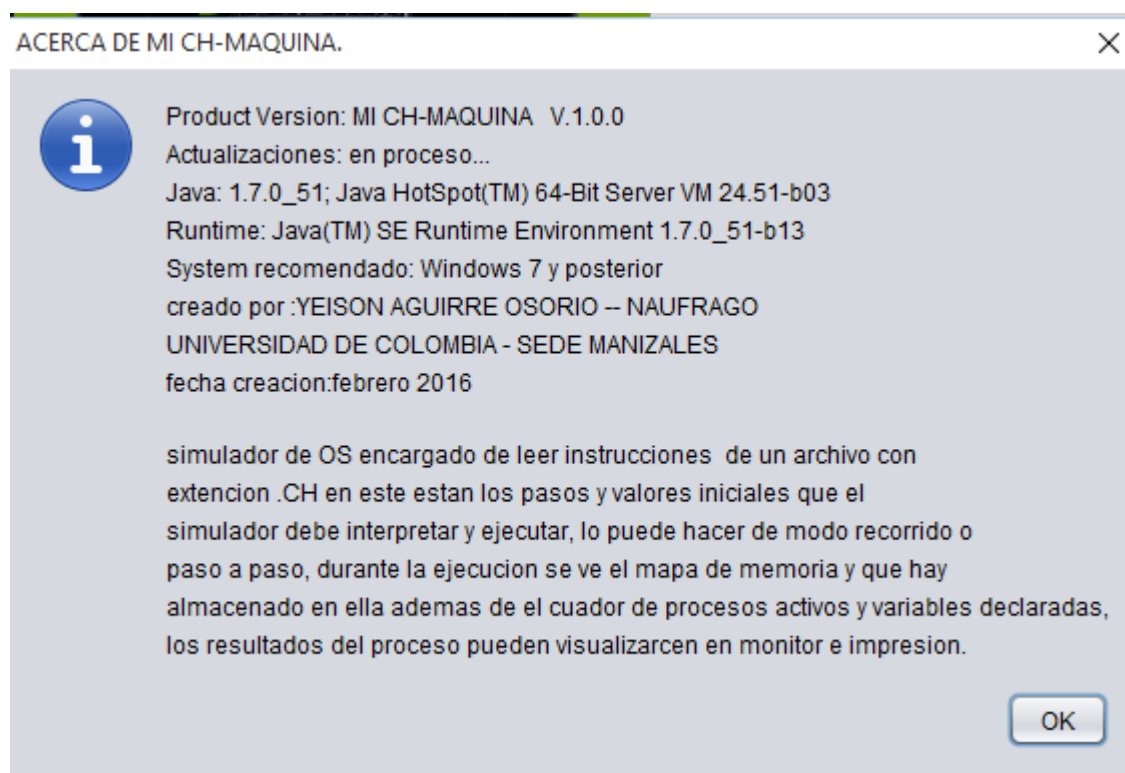 ACERCA DE MI CH-MAQUINA.
Product Version: MI CH-MAQUINA   V.1.0.0
Actualizaciones: en proceso...
Java: 1.7.0_51; Java HotSpot(TM) 64-Bit Server VM 24.51-b03
Runtime: Java(TM) SE Runtime Environment 1.7.0_51-b13
System recomendado: Windows 7 y posterior
creado por :YEISON AGUIRRE OSORIO -- NAUFRAGO
UNIVERSIDAD DE COLOMBIA - SEDE MANIZALES
fecha creacion:febrero 2016
simulador de OS encargado de leer instrucciones  de un archivo con
extencion .CH en este estan los pasos y valores iniciales que el
simulador debe interpretar y ejecutar, lo puede hacer de modo recorrido o
paso a paso, durante la ejecucion se ve el mapa de memoria y que hay
almacenado en ella ademas de el cuador de procesos activos y variables declaradas,
los resultados del proceso pueden visualizarcen en monitor e impresion.
OK